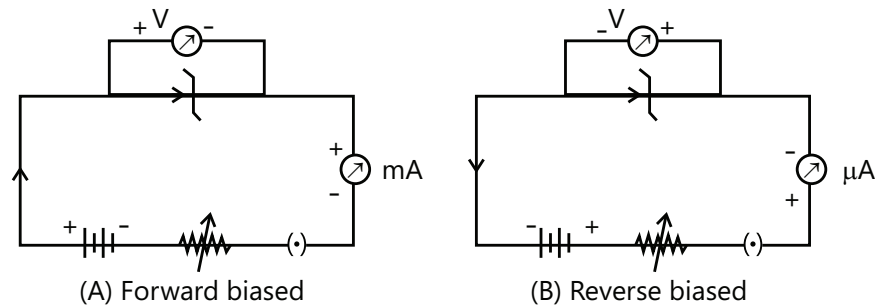 + V -
- V +
+
mA
-
-
μA
+
+ -
- +
(A) Forward biased
(B) Reverse biased